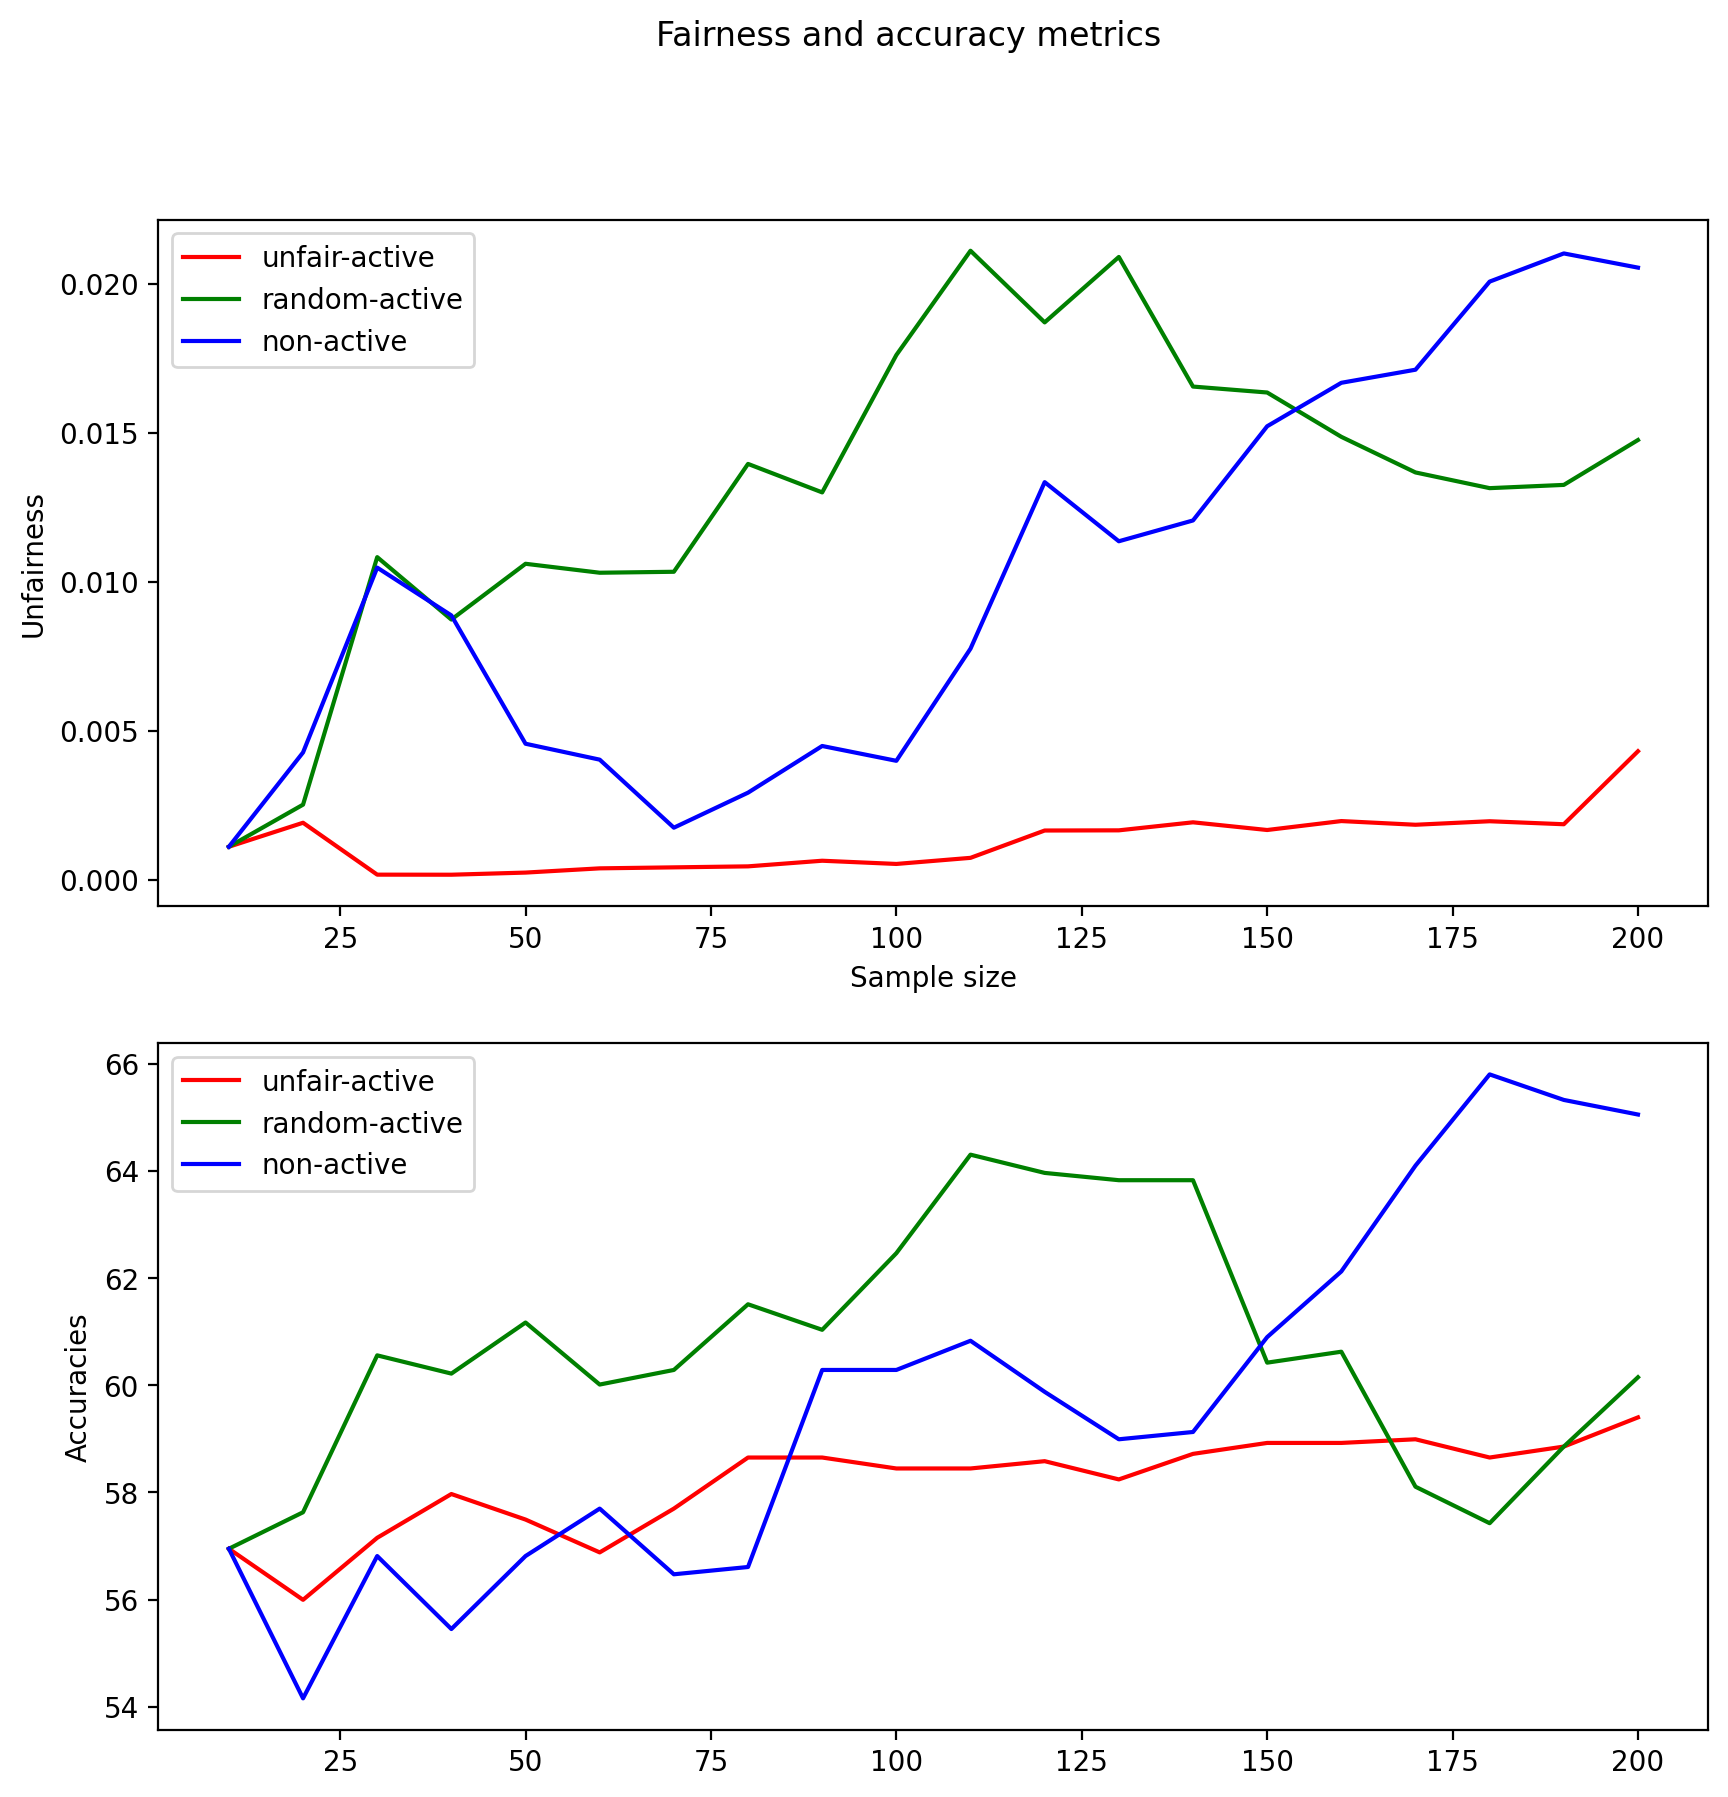 Fairness and accuracy metrics
unfair-active
random-active
non-active
0.020
0.015
0.010
0.005
0.000
Unfairness
25 50 75 100 125 150 175 200
Sample size
unfair-active
random-active
non-active
66
64
62
60
58
56
54
Accuracies
25 50 75 100 125 150 175 200